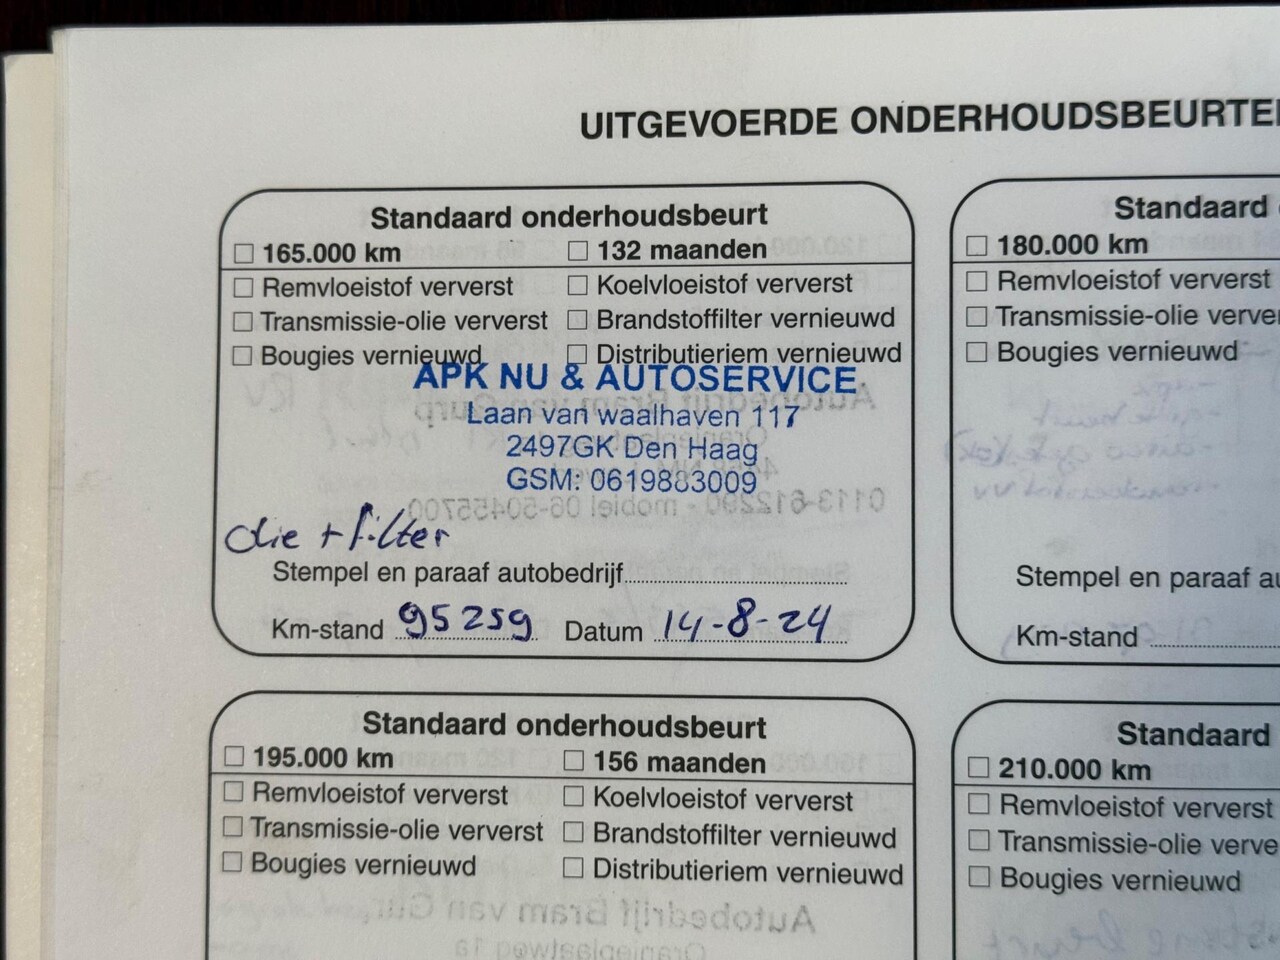 UITGEVOERDE ONDERHOUDSBEURTE
Standaard onderhoudsbeurt
☐ 165.000 km ☐ 132 maanden
☐ Remvloeistof ververst ☐ Koelvloeistof ververst
☐ Transmissie-olie ververst ☐ Brandstoffilter vernieuwd
☐ Bougies vernieuwd ☐ Distributieriem vernieuwd
APK NU & AUTOSERVICE
Laan van waalhaven 117
2497GK Den Haag
GSM: 0619883009
olie + filter
Stempel en paraaf autobedrijf
Km-stand 95259 Datum 14-8-24
Standaard
☐ 180.000 km
☐ Remvloeistof ververst
☐ Transmissie-olie verve
☐ Bougies vernieuwd
Stempel en paraaf au
Km-stand
Standaard onderhoudsbeurt
☐ 195.000 km ☐ 156 maanden
☐ Remvloeistof ververst ☐ Koelvloeistof ververst
☐ Transmissie-olie ververst ☐ Brandstoffilter vernieuwd
☐ Bougies vernieuwd ☐ Distributieriem vernieuwd
Standaard
☐ 210.000 km
☐ Remvloeistof ververst
☐ Transmissie-olie verve
☐ Bougies vernieuwd